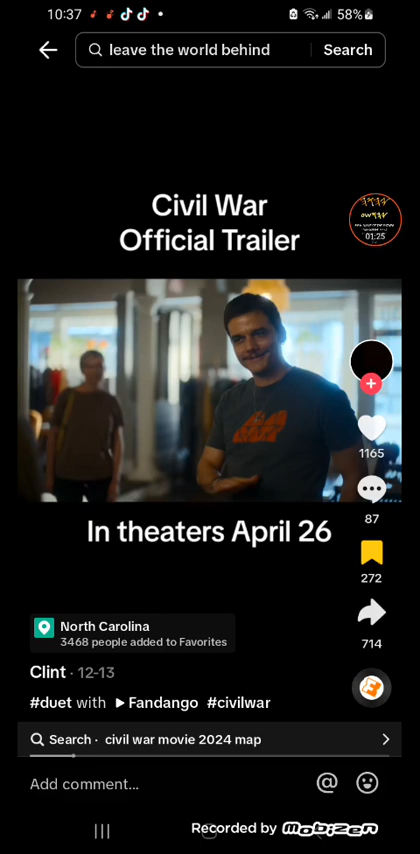 10:37
58%
leave the world behind
Search
Civil War
Official Trailer
01:25
1165
87
In theaters April 26
272
North Carolina
3468 people added to Favorites
714
Clint · 12-13
#duet with ▶ Fandango #civilwar
Search · civil war movie 2024 map
Add comment...
Recorded by Mobizen